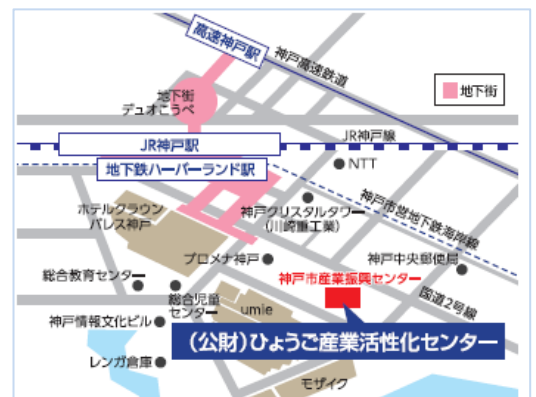 高速神戸駅
神戸高速鉄道
地下街
地下街
デュオこうべ
JR神戸線
JR神戸駅
NTT
地下鉄ハーバーランド駅
神戸市営地下鉄海岸線
ホテルクラウン
パレス神戸
神戸クリスタルタワー
(川崎重工業)
プロメナ神戸
神戸中央郵便局
総合教育センター
神戸市産業振興センター
国道2号線
総合児童
センター
umie
神戸情報文化ビル
(公財)ひょうご産業活性化センター
レンガ倉庫
モザイク